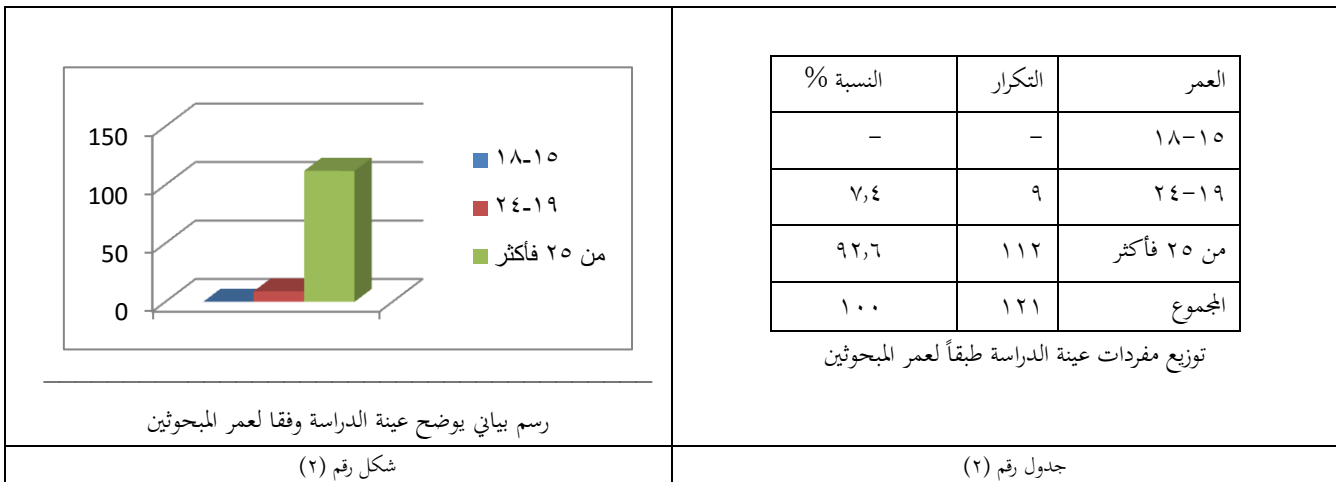 العمر التكرار النسبة %
١٥-١٨ – –
١٩-٢٤ ٩ ٧,٤
من ٢٥ فأكثر ١١٢ ٩٢,٦
المجموع ١٢١ ١٠٠
توزيع مفردات عينة الدراسة طبقاً لعمر المبحوثين
جدول رقم (٢)
150
100
50
0
١٥-١٨
١٩-٢٤
من ٢٥ فأكثر
رسم بياني يوضح عينة الدراسة وفقا لعمر المبحوثين
شكل رقم (٢)